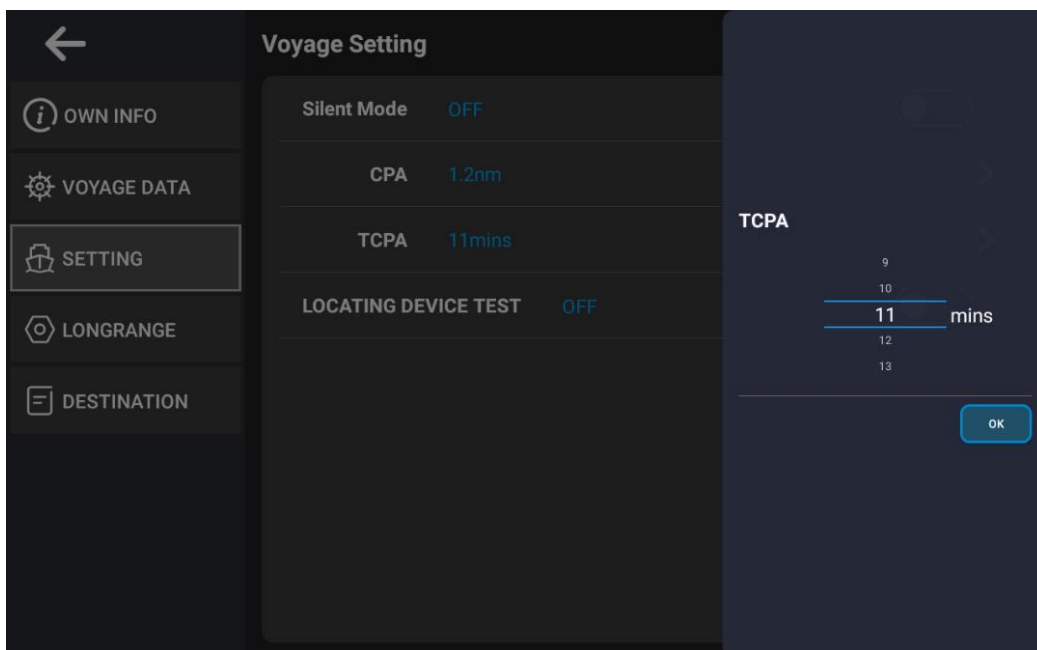 OWN INFO
VOYAGE DATA
SETTING
LONGRANGE
DESTINATION
Voyage Setting
Silent Mode OFF
CPA 1.2nm
TCPA 11mins
LOCATING DEVICE TEST OFF
TCPA
9
10
11 mins
12
13
OK